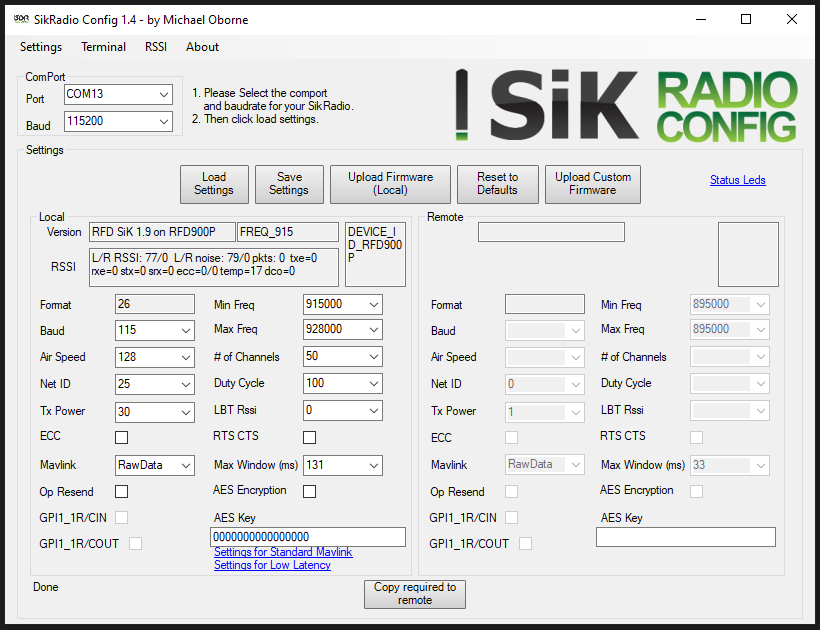 SikRadio Config 1.4 - by Michael Oborne
Settings Terminal RSSI About
ComPort
Port COM13
Baud 115200
1. Please Select the comport
and baudrate for your SikRadio.
2. Then click load settings.
SiK RADIO CONFIG
Settings
Load Settings
Save Settings
Upload Firmware (Local)
Reset to Defaults
Upload Custom Firmware
Status Leds
Local
Version RFD SiK 1.9 on RFD900P FREQ_915
DEVICE_I
D_RFD900
P
RSSI
L/R RSSI: 77/0 L/R noise: 79/0 pkts: 0 txe=0
rxe=0 stx=0 srx=0 ecc=0/0 temp=17 dco=0
Format 26 Min Freq 915000
Baud 115 Max Freq 928000
Air Speed 128 # of Channels 50
Net ID 25 Duty Cycle 100
Tx Power 30 LBT Rssi 0
ECC RTS CTS
Mavlink RawData Max Window (ms) 131
Op Resend AES Encryption
GPI1_1R/CIN AES Key
0000000000000000
GPI1_1R/COUT
Settings for Standard Mavlink
Settings for Low Latency
Remote
Format Min Freq 895000
Baud Max Freq 895000
Air Speed # of Channels
Net ID 0 Duty Cycle
Tx Power 1 LBT Rssi
ECC RTS CTS
Mavlink RawData Max Window (ms) 33
Op Resend AES Encryption
GPI1_1R/CIN AES Key
GPI1_1R/COUT
Done
Copy required to
remote